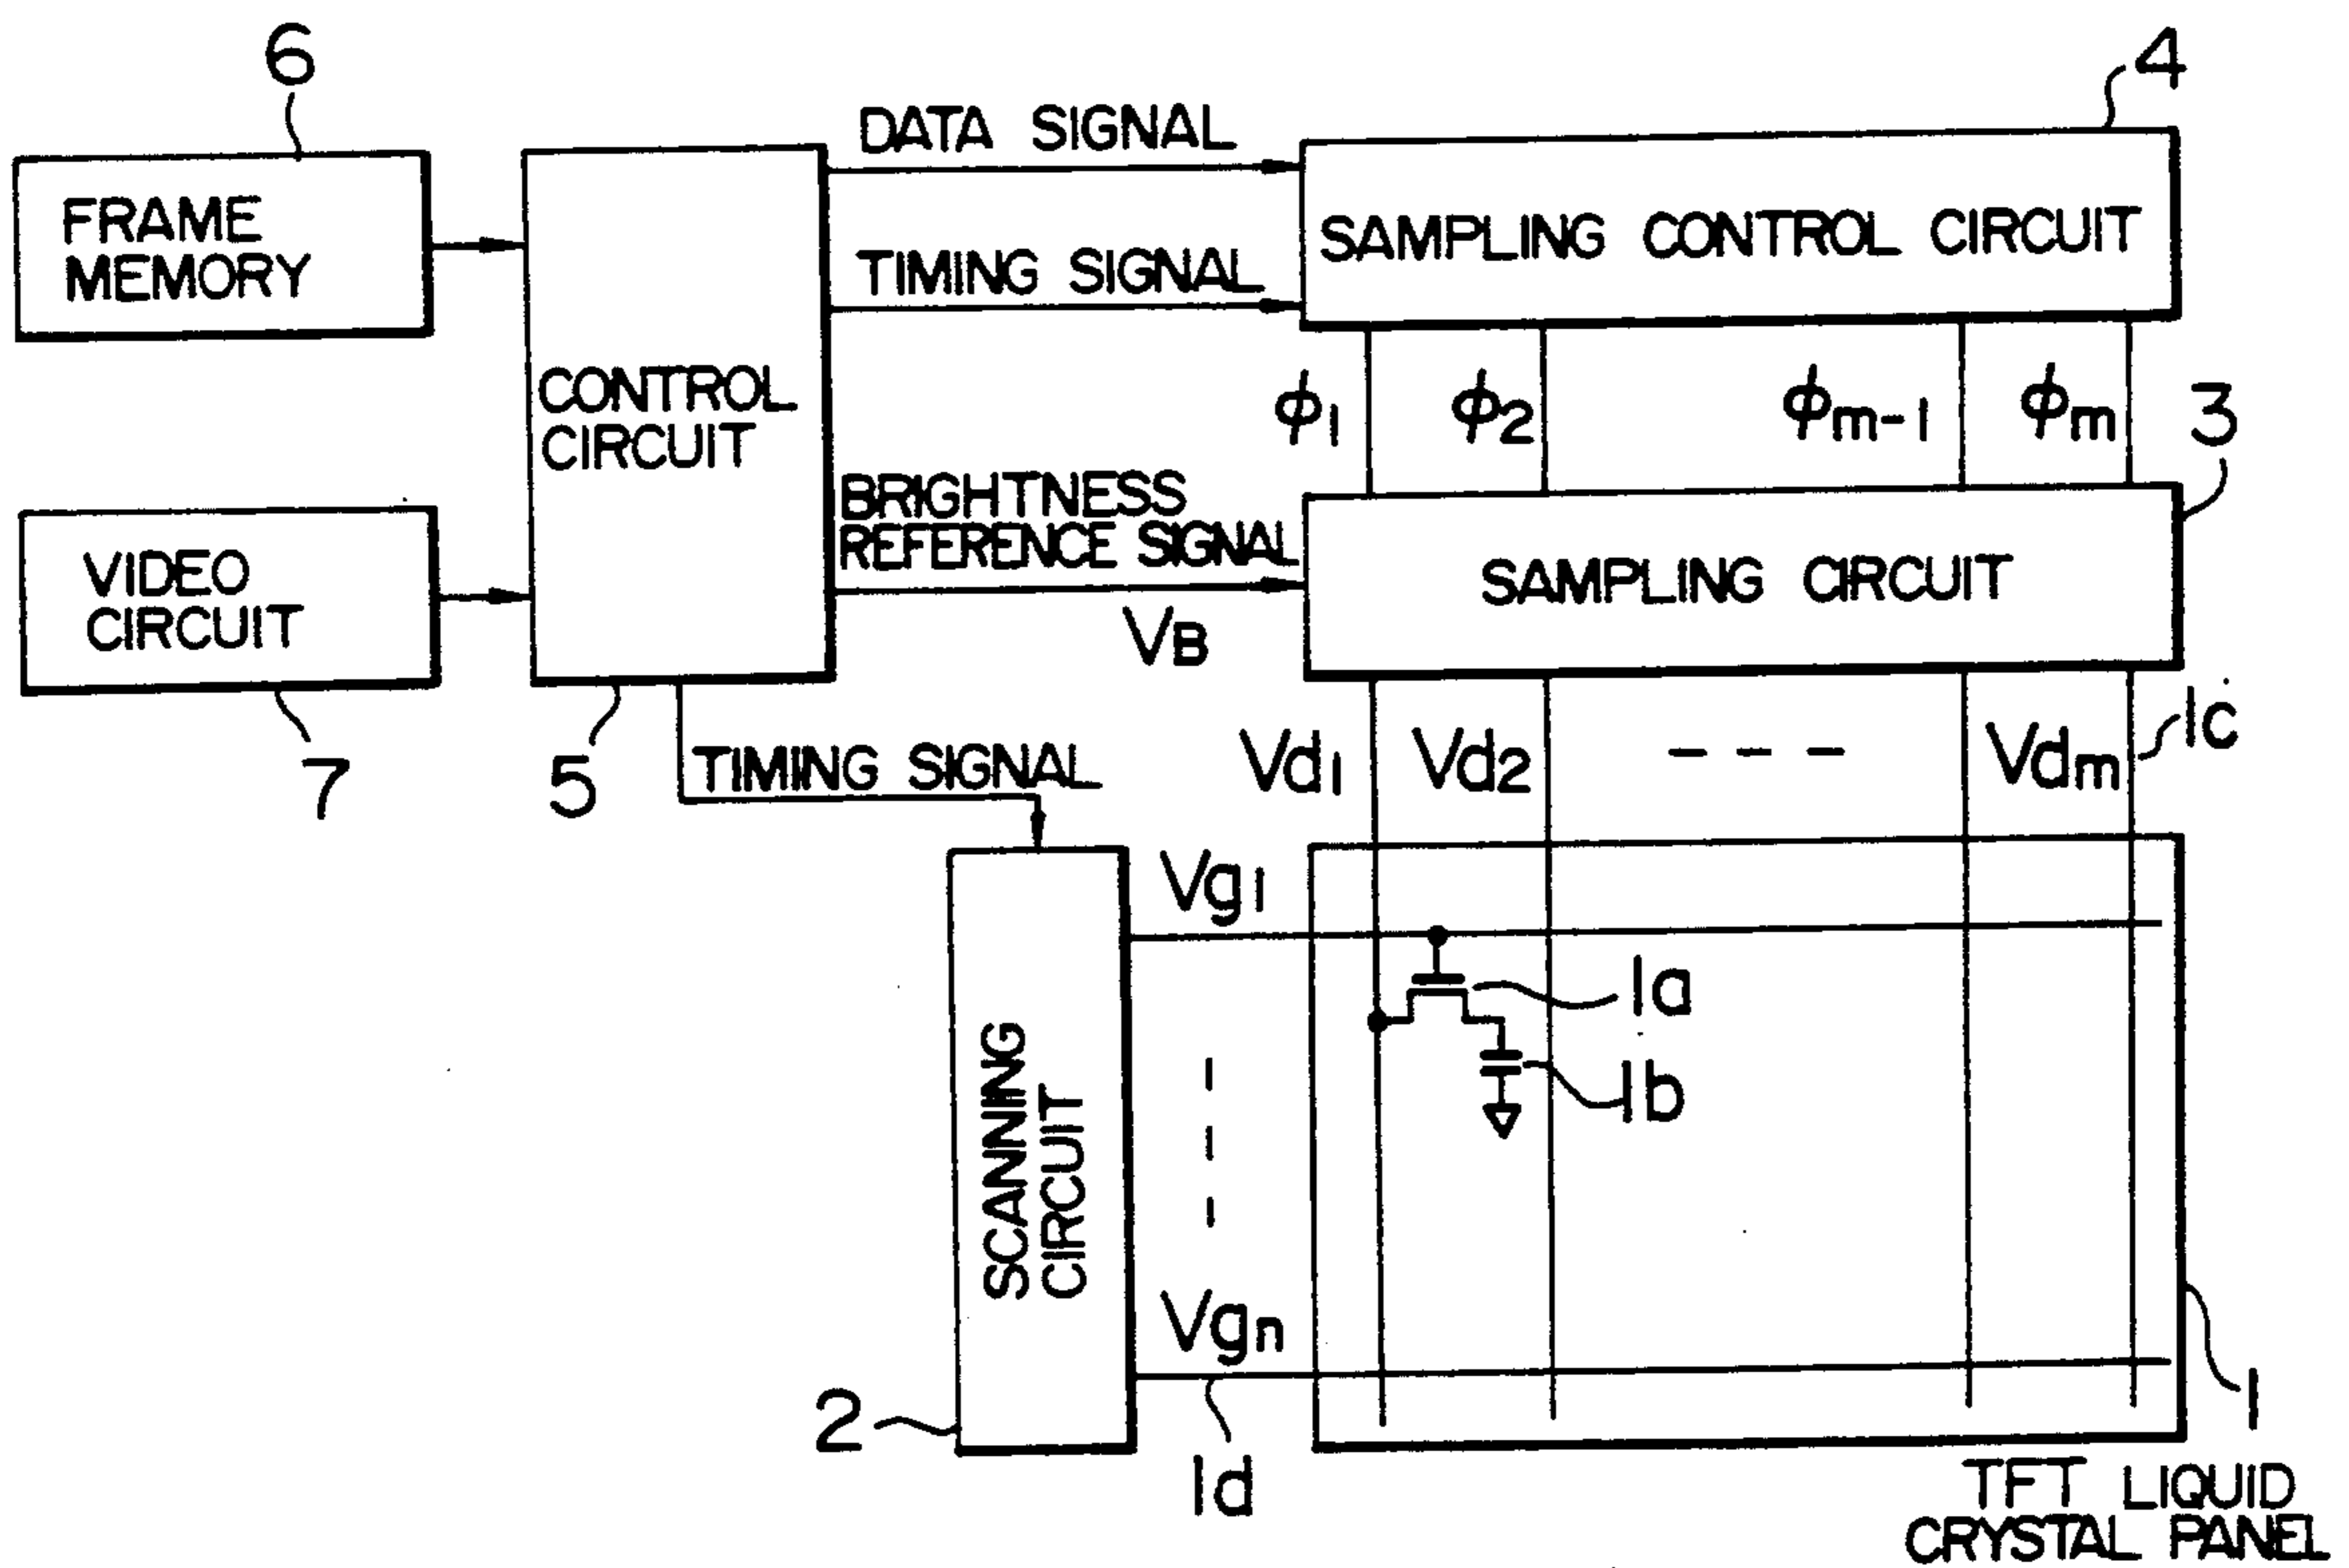 6
4
DATA SIGNAL
FRAME
MEMORY
SAMPLING CONTROL CIRCUIT
TIMING SIGNAL
CONTROL
CIRCUIT
ϕ1
ϕ2
ϕm-1
ϕm
3
BRIGHTNESS
REFERENCE SIGNAL
VIDEO
CIRCUIT
SAMPLING CIRCUIT
VB
7
5
TIMING SIGNAL
Vd1
Vd2
---
Vdm
1c
Vg1
1a
1b
SCANNING
CIRCUIT
Vgn
2
1d
1
TFT LIQUID
CRYSTAL PANEL